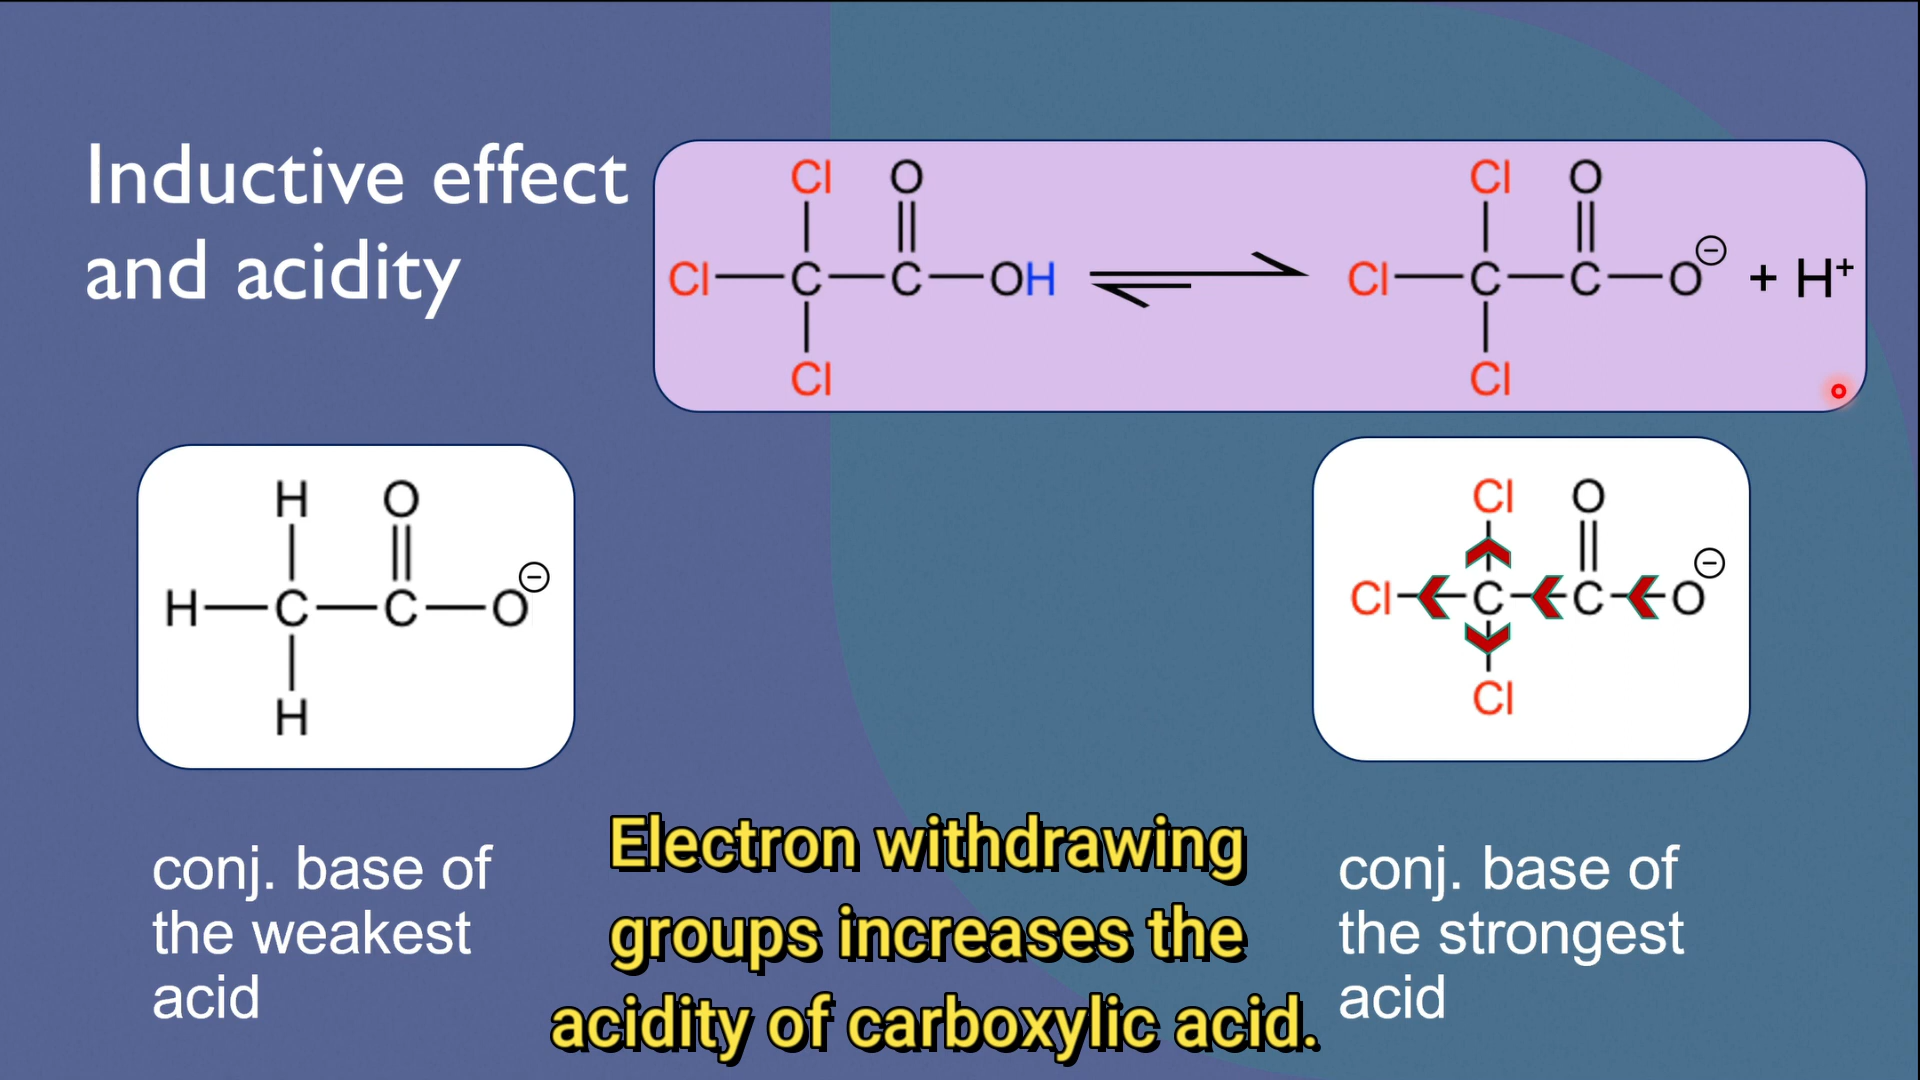 Inductive effect
and acidity
Cl O
Cl C C OH
Cl
Cl O
Cl C C O⊖ + H⁺
Cl
H O
H C C O⊖
H
Cl O
Cl C C O⊖
Cl
conj. base of
the weakest
acid
Electron withdrawing
groups increases the
acidity of carboxylic acid.
conj. base of
the strongest
acid